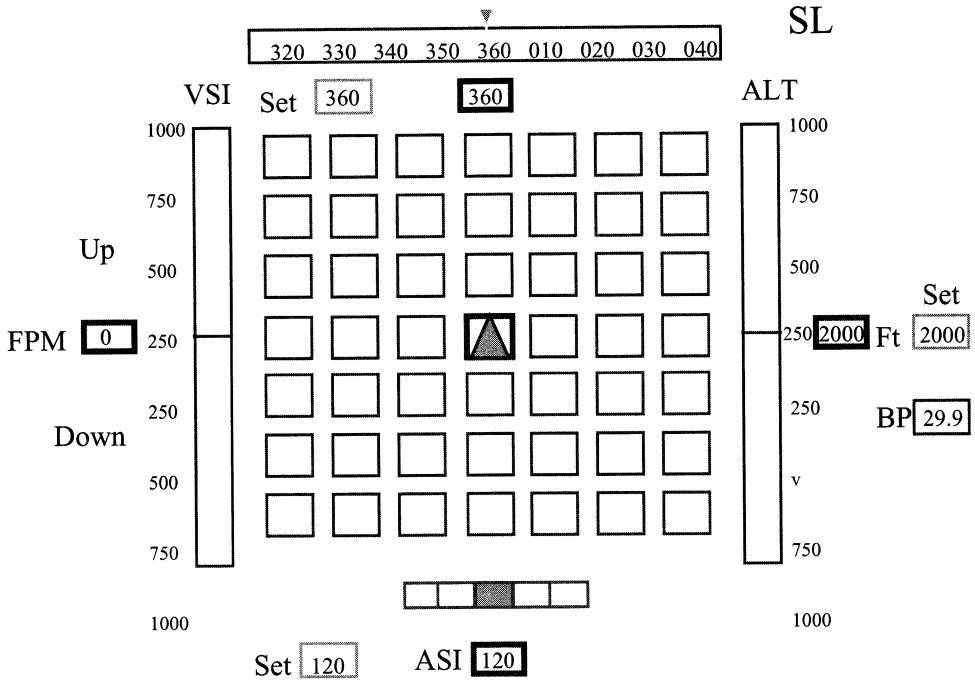 SL
320 330 340 350 360 010 020 030 040
VSI Set 360 360 ALT
1000 1000
750 750
Up
500 500
Set
FPM 0 250 250 2000 Ft 2000
250 250
BP 29.9
Down
500 v
750 750
1000 1000
Set 120 ASI 120